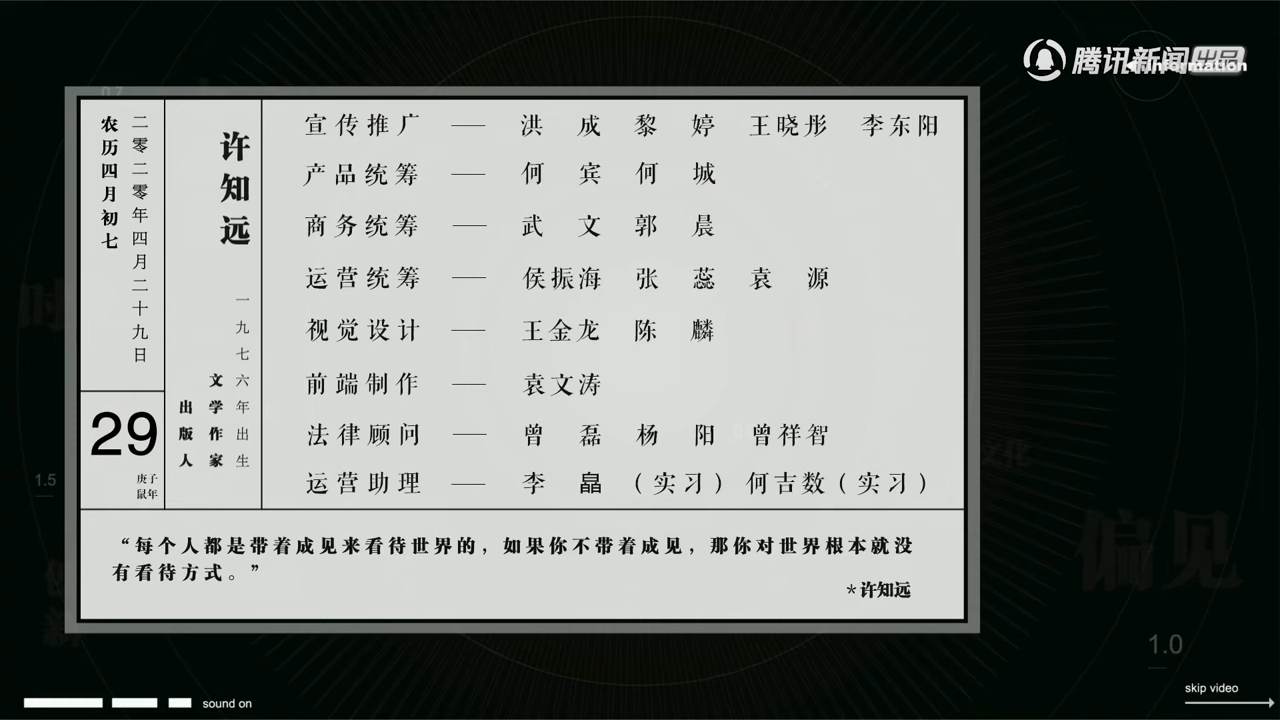 腾讯新闻出品
information
农历四月初七
二零二零年四月二十九日
29
庚子
鼠年
许知远
一九七六年出生
文学作家
出版人
宣传推广 —— 洪成 黎婷 王晓彤 李东阳
产品统筹 —— 何宾 何城
商务统筹 —— 武文 郭晨
运营统筹 —— 侯振海 张蕊 袁源
视觉设计 —— 王金龙 陈麟
前端制作 —— 袁文涛
法律顾问 —— 曾磊 杨阳 曾祥智
运营助理 —— 李畠（实习） 何吉数（实习）
“每个人都是带着成见来看待世界的，如果你不带着成见，那你对世界根本就没
有看待方式。”
*许知远
偏见
1.5
1.0
sound on
skip video